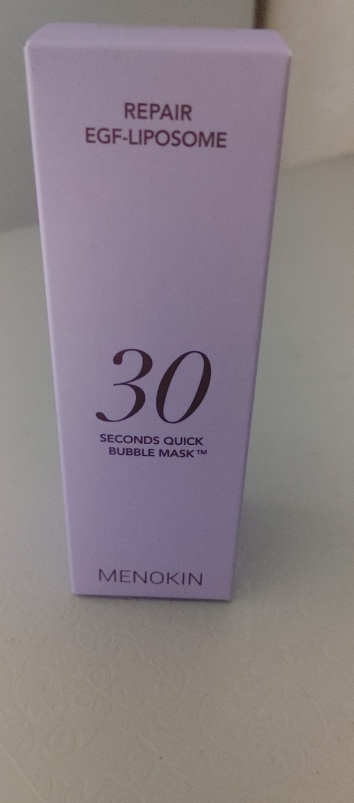 REPAIR
EGF-LIPOSOME
30
SECONDS QUICK
BUBBLE MASK™
MENOKIN